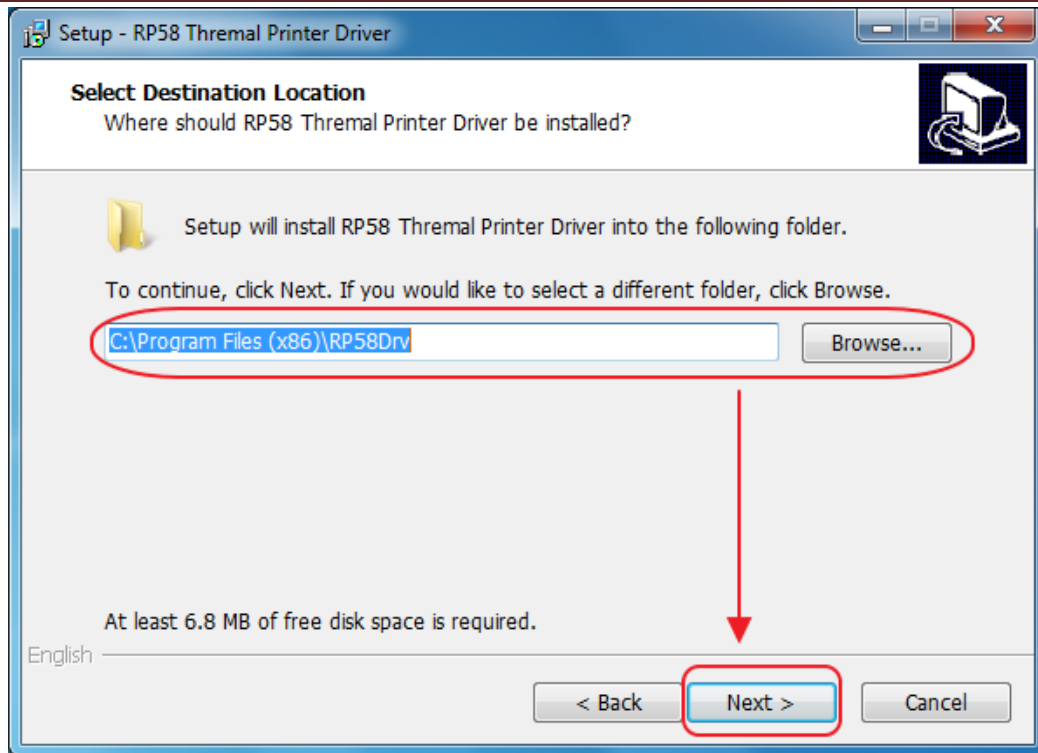 Setup - RP58 Thremal Printer Driver
Select Destination Location
Where should RP58 Thremal Printer Driver be installed?
Setup will install RP58 Thremal Printer Driver into the following folder.
To continue, click Next. If you would like to select a different folder, click Browse.
C:\Program Files (x86)\RP58Drv
Browse...
At least 6.8 MB of free disk space is required.
English
< Back
Next >
Cancel